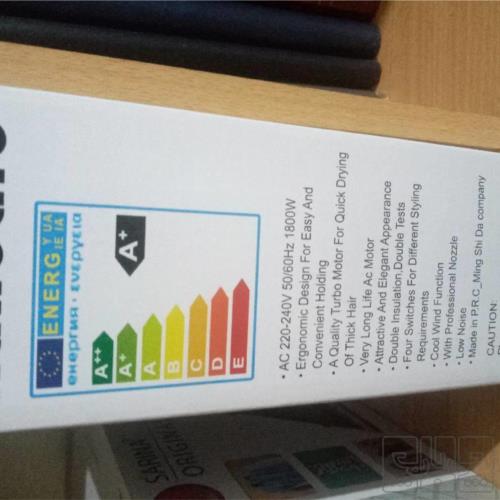 ENERG Y UA
IE IA
енергия · ενεργεια
A++
A+
A
B
C
D
E
A+
• AC 220-240V 50/60Hz 1800W
• Ergonomic Design For Easy And
Convenient Holding
• A Quality Turbo Motor For Quick Drying
Of Thick Hair
• Very Long Life Ac Motor
• Attractive And Elegant Appearance
• Double Insulation,Double Tests
• Four Switches For Different Styling
Requirements
• Cool Wind Function
• With Professional Nozzle
• Low Noise
• Made in P.R.C_Ming Shi Da company
CAUTION:
ORIGINA